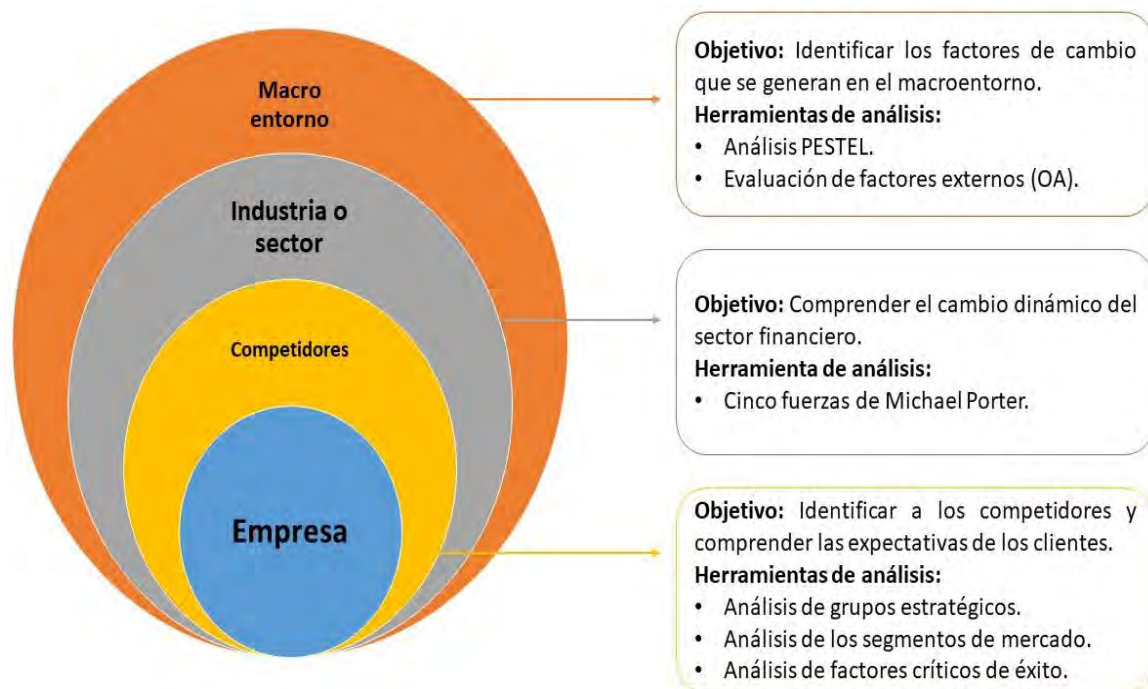 Macro
entorno
Industria o
sector
Competidores
Empresa
Objetivo: Identificar los factores de cambio
que se generan en el macroentorno.
Herramientas de análisis:
• Análisis PESTEL.
• Evaluación de factores externos (OA).
Objetivo: Comprender el cambio dinámico del
sector financiero.
Herramienta de análisis:
• Cinco fuerzas de Michael Porter.
Objetivo: Identificar a los competidores y
comprender las expectativas de los clientes.
Herramientas de análisis:
• Análisis de grupos estratégicos.
• Análisis de los segmentos de mercado.
• Análisis de factores críticos de éxito.